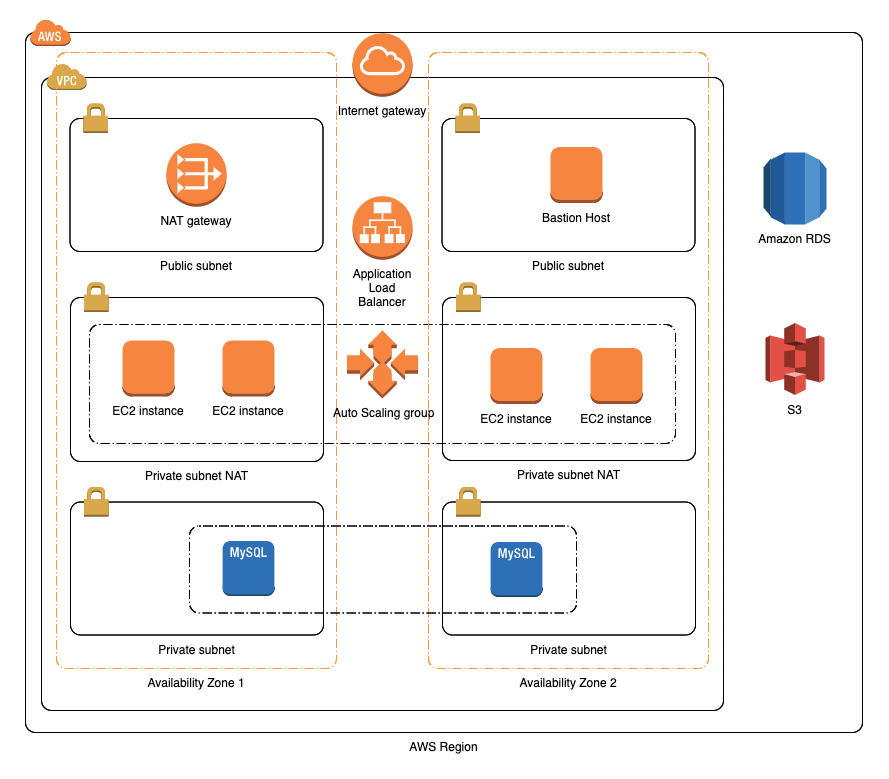 AWS
VPC
Internet gateway
NAT gateway
Bastion Host
Public subnet
Public subnet
Application
Load
Balancer
Amazon RDS
EC2 instance
EC2 instance
Auto Scaling group
EC2 instance
EC2 instance
S3
Private subnet NAT
Private subnet NAT
MySQL
MySQL
Private subnet
Private subnet
Availability Zone 1
Availability Zone 2
AWS Region